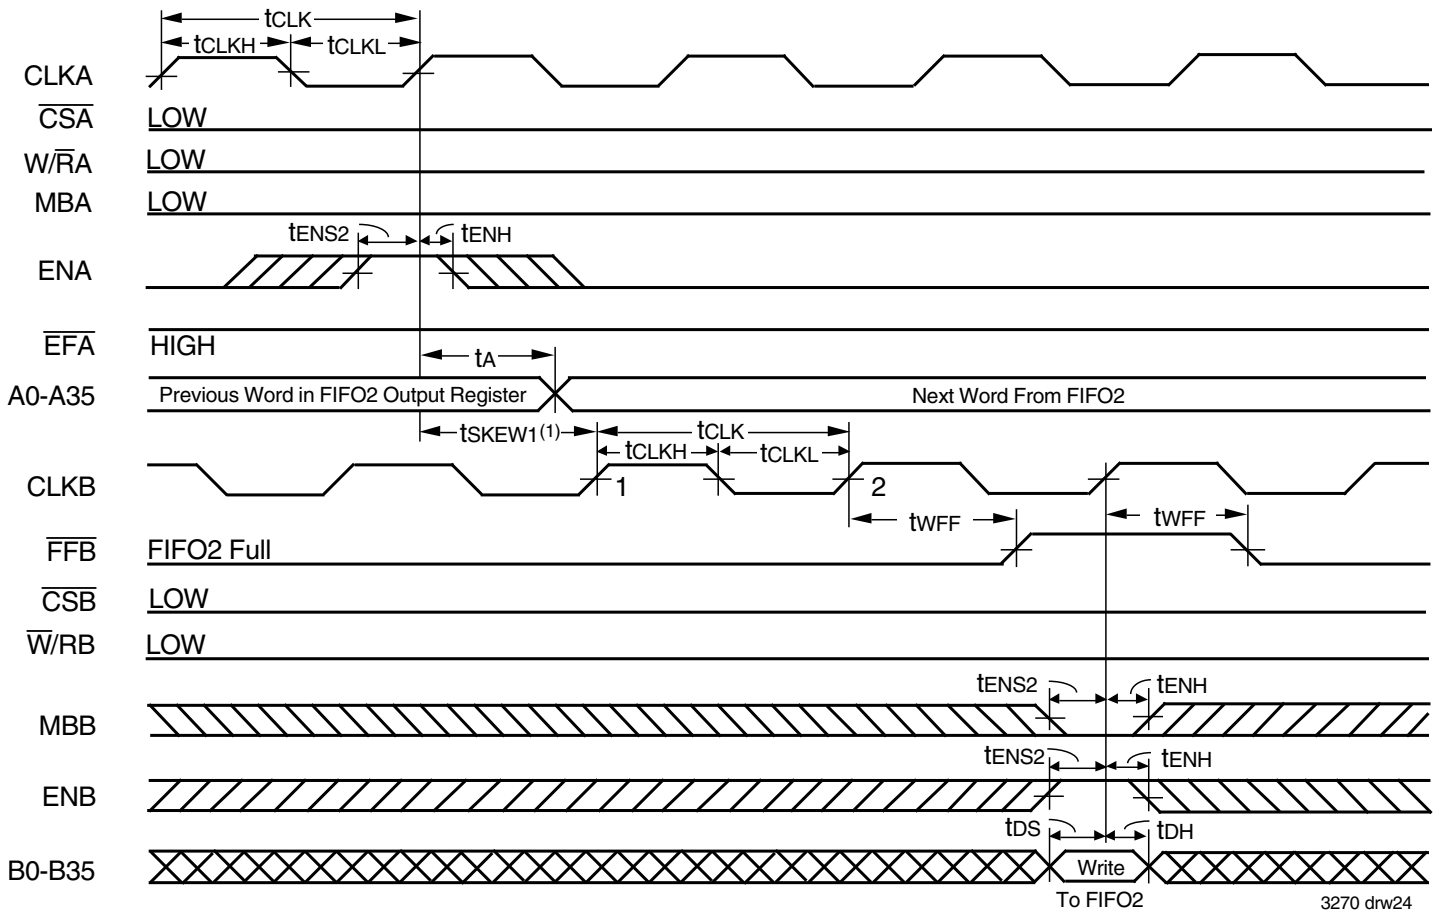 tCLK
tCLKH tCLKL
CLKA
CSA LOW
W/RA LOW
MBA LOW
tENS2 tENH
ENA
EFA HIGH
tA
A0-A35 Previous Word in FIFO2 Output Register Next Word From FIFO2
tSKEW1(1) tCLK
tCLKH tCLKL
CLKB 1 2
tWFF tWFF
FFB FIFO2 Full
CSB LOW
W/RB LOW
tENS2 tENH
MBB
tENS2 tENH
ENB
tDS tDH
B0-B35 Write
To FIFO2
3270 drw24